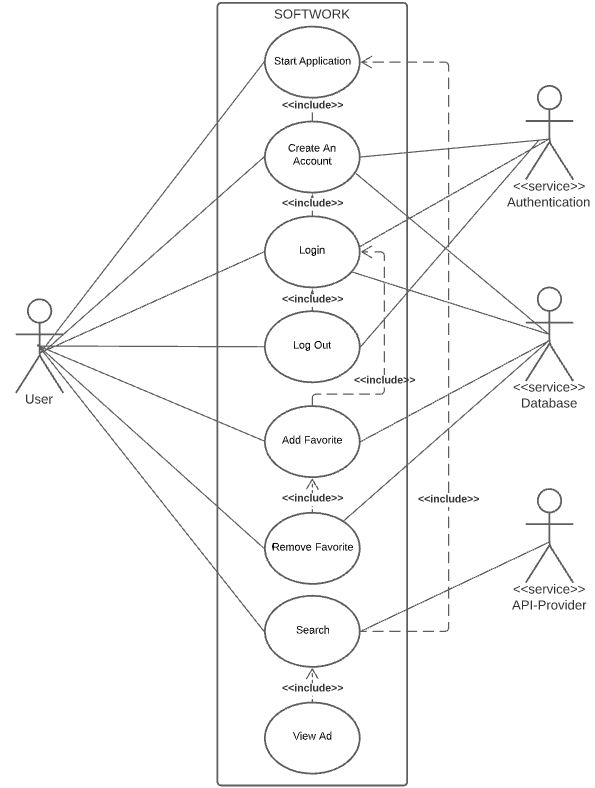 SOFTWORK
Start Application
<<include>>
Create An
Account
<<service>>
Authentication
<<include>>
Login
<<include>>
Log Out
User
<<service>>
Database
<<include>>
Add Favorite
<<include>>
<<include>>
Remove Favorite
<<service>>
API-Provider
Search
<<include>>
View Ad